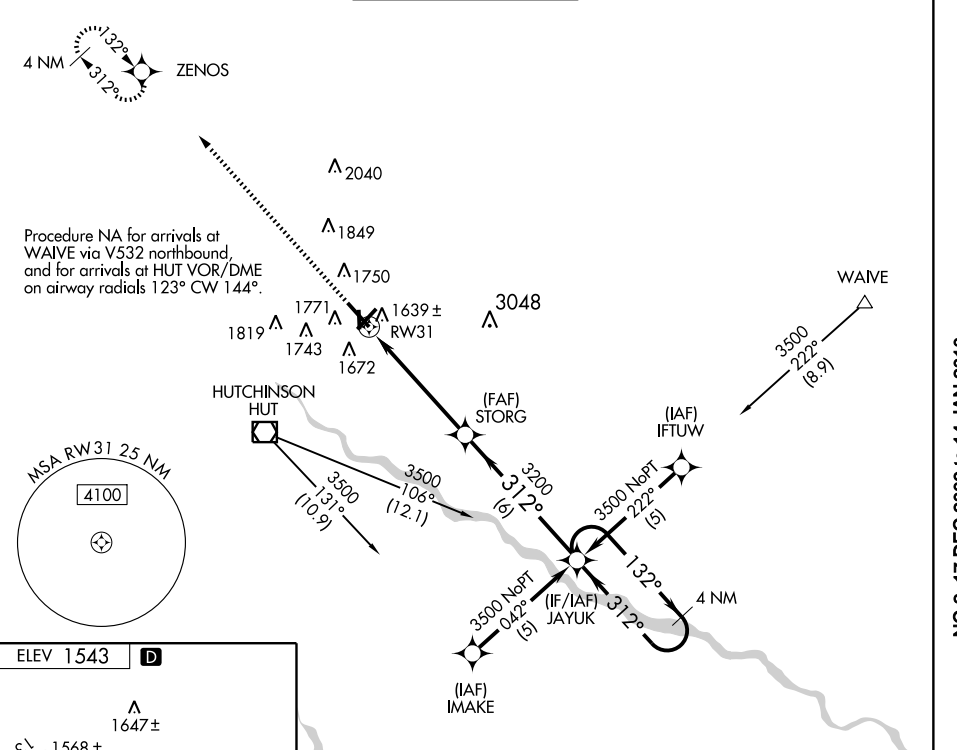 132°
4 NM
312°
ZENOS
2040
Procedure NA for arrivals at
WAIVE via V532 northbound,
and for arrivals at HUT VOR/DME
on airway radials 123° CW 144°.
1849
1750
WAIVE
1771
1639 ±
3048
1819
1743
RW31
1672
3500
222°
(8.9)
HUTCHINSON
HUT
(FAF)
STORG
(IAF)
IFTUW
MSA RW31 25 NM
4100
3500
131°
(10.9)
3500
106°
(12.1)
3200
312°
(6)
3500 NoPT
222°
(5)
132°
4 NM
312°
(IF/IAF)
JAYUK
3500 NoPT
042°
(5)
(IAF)
IMAKE
ELEV 1543
D
1647 ±
1568 ±